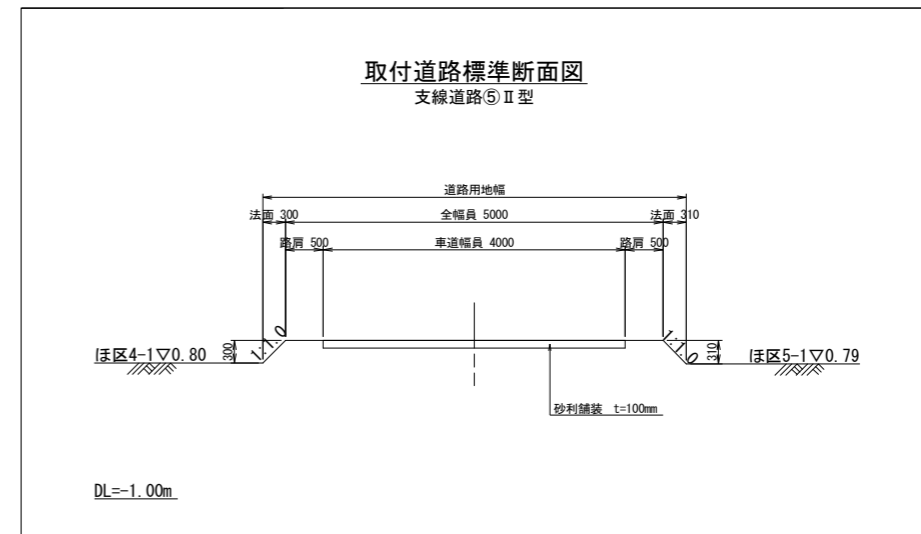 取付道路標準断面図
支線道路⑤Ⅱ型
道路用地幅
法面 300
全幅員 5000
法面 310
路肩 500
車道幅員 4000
路肩 500
1:1.0
1:1.0
300
310
ほ区4-1▽0.80
ほ区5-1▽0.79
砂利舗装 t=100mm
DL=-1.00m